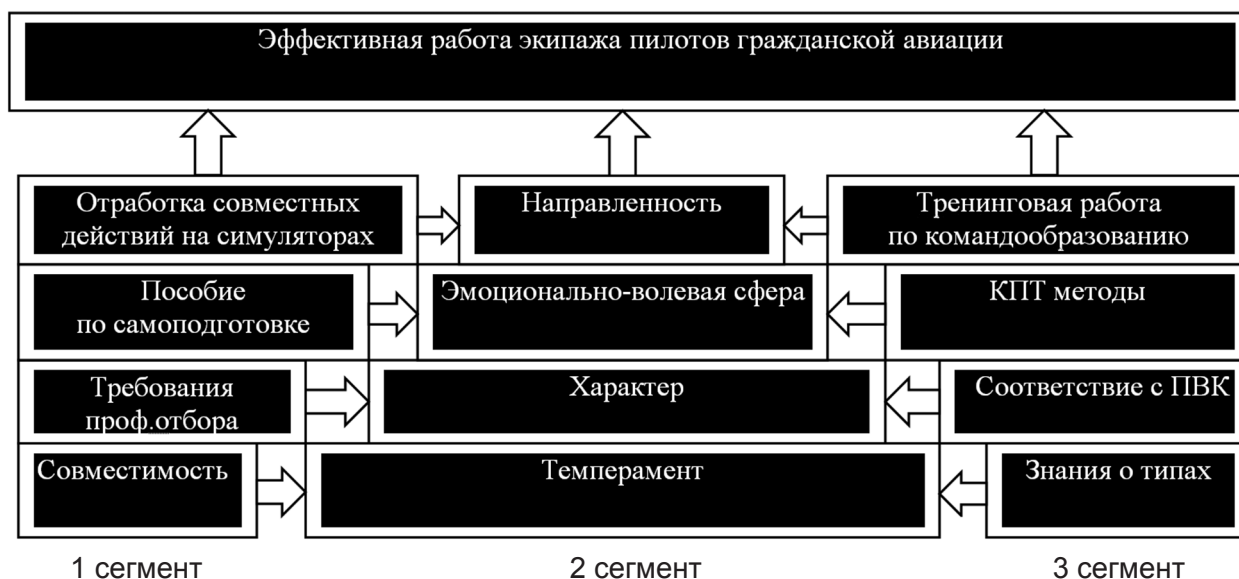 Эффективная работа экипажа пилотов гражданской авиации
Отработка совместных
действий на симуляторах
Направленность
Тренинговая работа
по командообразованию
Пособие
по самоподготовке
Эмоционально-волевая сфера
КПТ методы
Требования
проф.отбора
Характер
Соответствие с ПВК
Совместимость
Темперамент
Знания о типах
1 сегмент
2 сегмент
3 сегмент